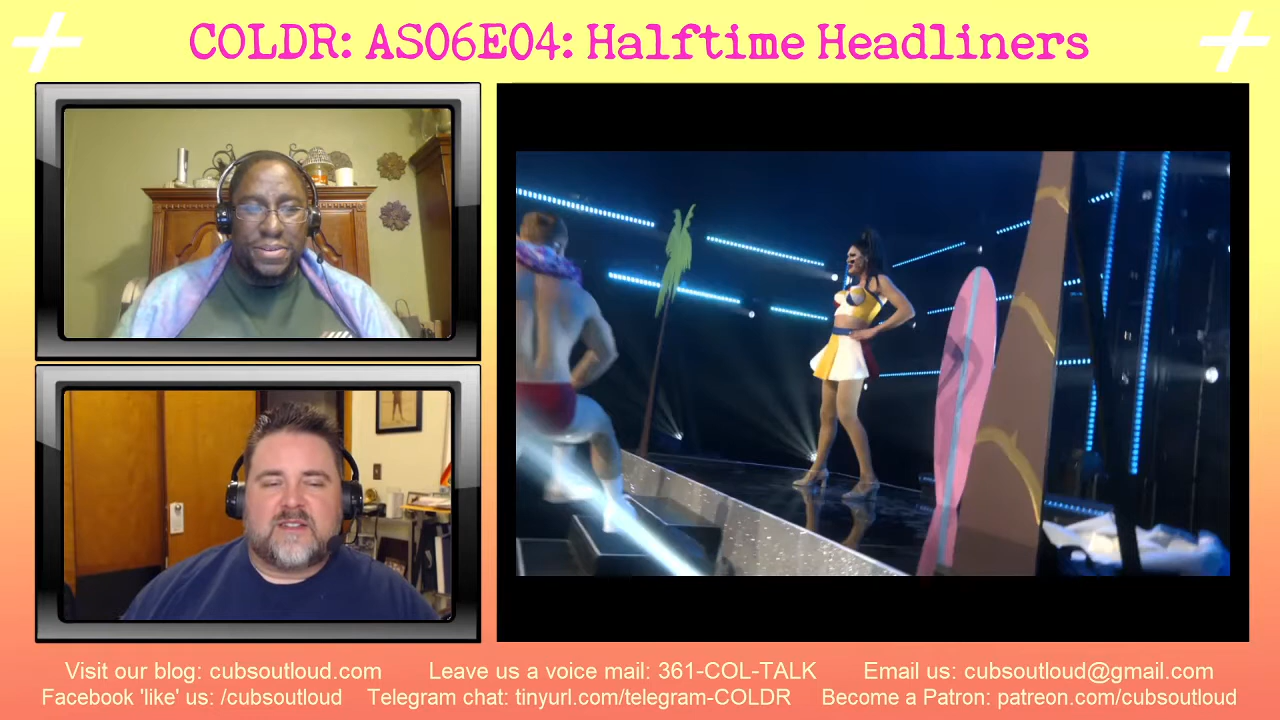 COLDR: AS06E04: Halftime Headliners
Visit our blog: cubsoutloud.com Leave us a voice mail: 361-COL-TALK Email us: cubsoutloud@gmail.com
Facebook 'like' us: /cubsoutloud Telegram chat: tinyurl.com/telegram-COLDR Become a Patron: patreon.com/cubsoutloud